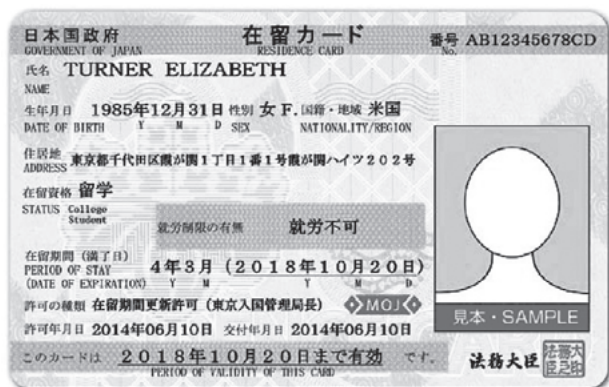 日本国政府 在留カード 番号 AB12345678CD
GOVERNMENT OF JAPAN RESIDENCE CARD No.
氏名 TURNER ELIZABETH
NAME
生年月日 1985年12月31日 性別 女 F. 国籍・地域 米国
DATE OF BIRTH Y M D SEX NATIONALITY/REGION
住居地 東京都千代田区霞が関1丁目1番1号霞が関ハイツ202号
ADDRESS
在留資格 留学
STATUS College Student
就労制限の有無 就労不可
在留期間(満了日)
PERIOD OF STAY 4年3月(2018年10月20日)
(DATE OF EXPIRATION) Y M Y M D
許可の種類 在留期間更新許可(東京入国管理局長) MOJ
見本・SAMPLE
許可年月日 2014年06月10日 交付年月日 2014年06月10日
このカードは 2018年10月20日まで有効 です。
PERIOD OF VALIDITY OF THIS CARD
法務大臣